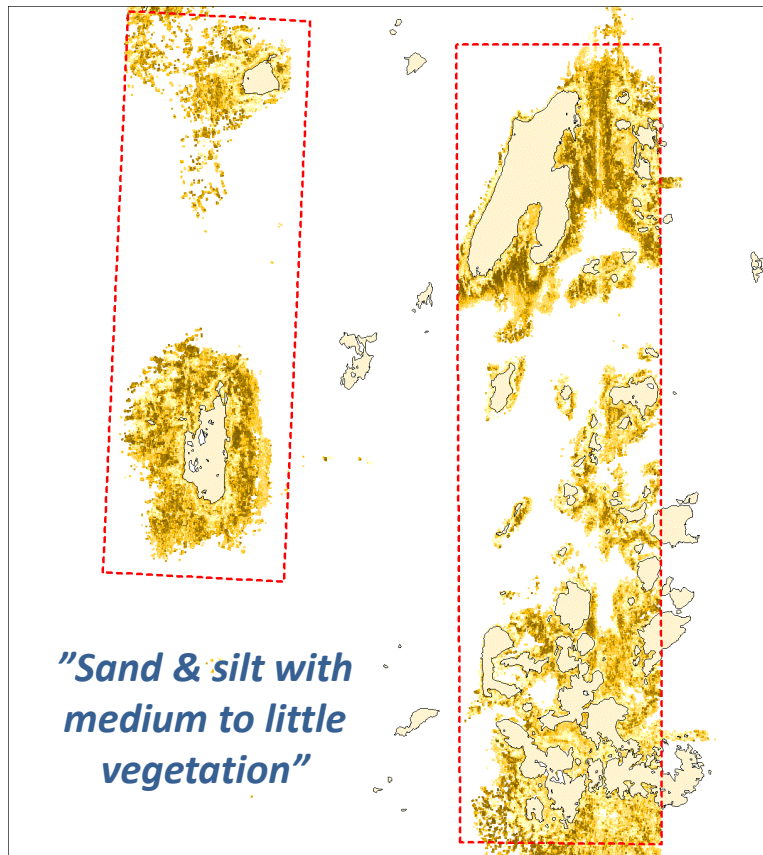 ”Sand & silt with
medium to little
vegetation”